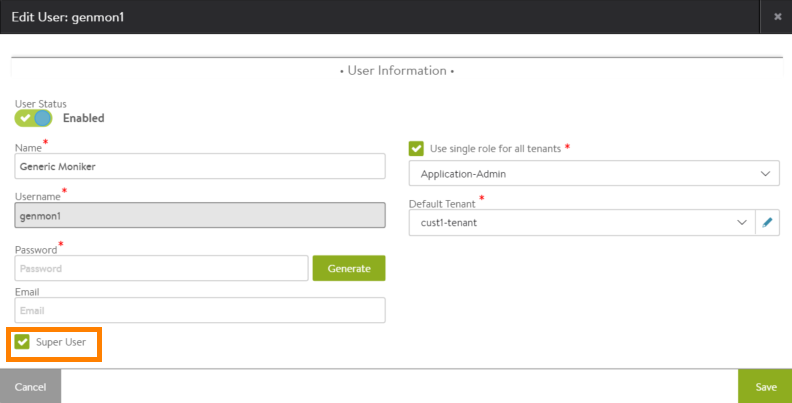 Edit User: genmon1
• User Information •
User Status
Enabled
Name*
Generic Moniker
Username*
genmon1
Password*
Password
Generate
Email
Email
Super User
Use single role for all tenants *
Application-Admin
Default Tenant *
cust1-tenant
Cancel
Save